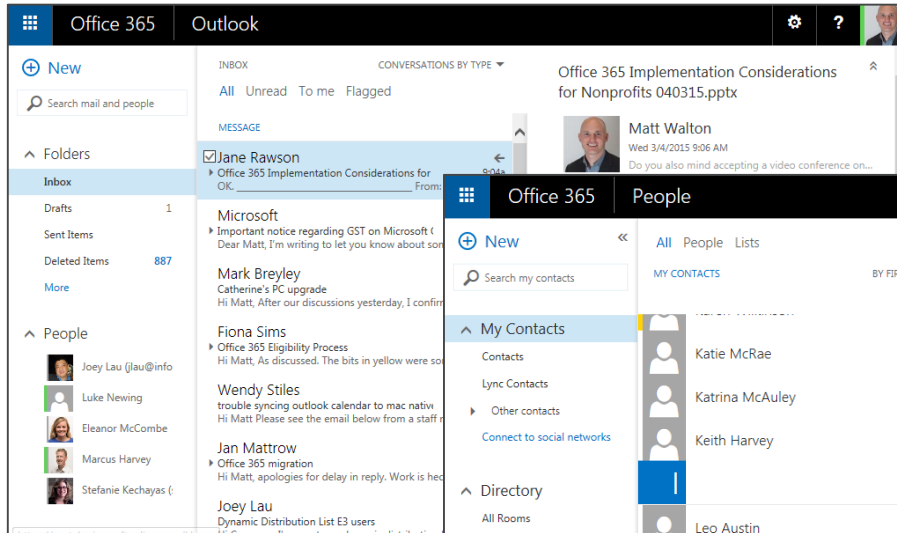 Office 365
Outlook
?
New
Search mail and people
Folders
Inbox
Drafts 1
Sent Items
Deleted Items 887
More
People
Joey Lau (jlau@info
Luke Newing
Eleanor McCombe
Marcus Harvey
Stefanie Kechayas (
INBOX CONVERSATIONS BY TYPE
All Unread To me Flagged
MESSAGE
Jane Rawson
Office 365 Implementation Considerations for 9:04a
OK. From:
Microsoft
Important notice regarding GST on Microsoft
Dear Matt, I'm writing to let you know about
Mark Breyley
Catherine's PC upgrade
Hi Matt, After our discussions yesterday, I
Fiona Sims
Office 365 Eligibility Process
Hi Matt, As discussed. The bits in yellow were
Wendy Stiles
trouble syncing outlook calendar to mac
Hi Matt Please see the email below from a staff
Jan Mattrow
Office 365 migration
Hi Matt, apologies for delay in reply. Work is
Joey Lau
Dynamic Distribution List E3 users
Office 365 Implementation Considerations
for Nonprofits 040315.pptx
Matt Walton
Wed 3/4/2015 9:06 AM
Do you also mind accepting a video conference on...
Office 365
People
New
Search my contacts
My Contacts
Contacts
Lync Contacts
Other contacts
Connect to social networks
Directory
All Rooms
All People Lists
MY CONTACTS BY
Katie McRae
Katrina McAuley
Keith Harvey
Leo Austin